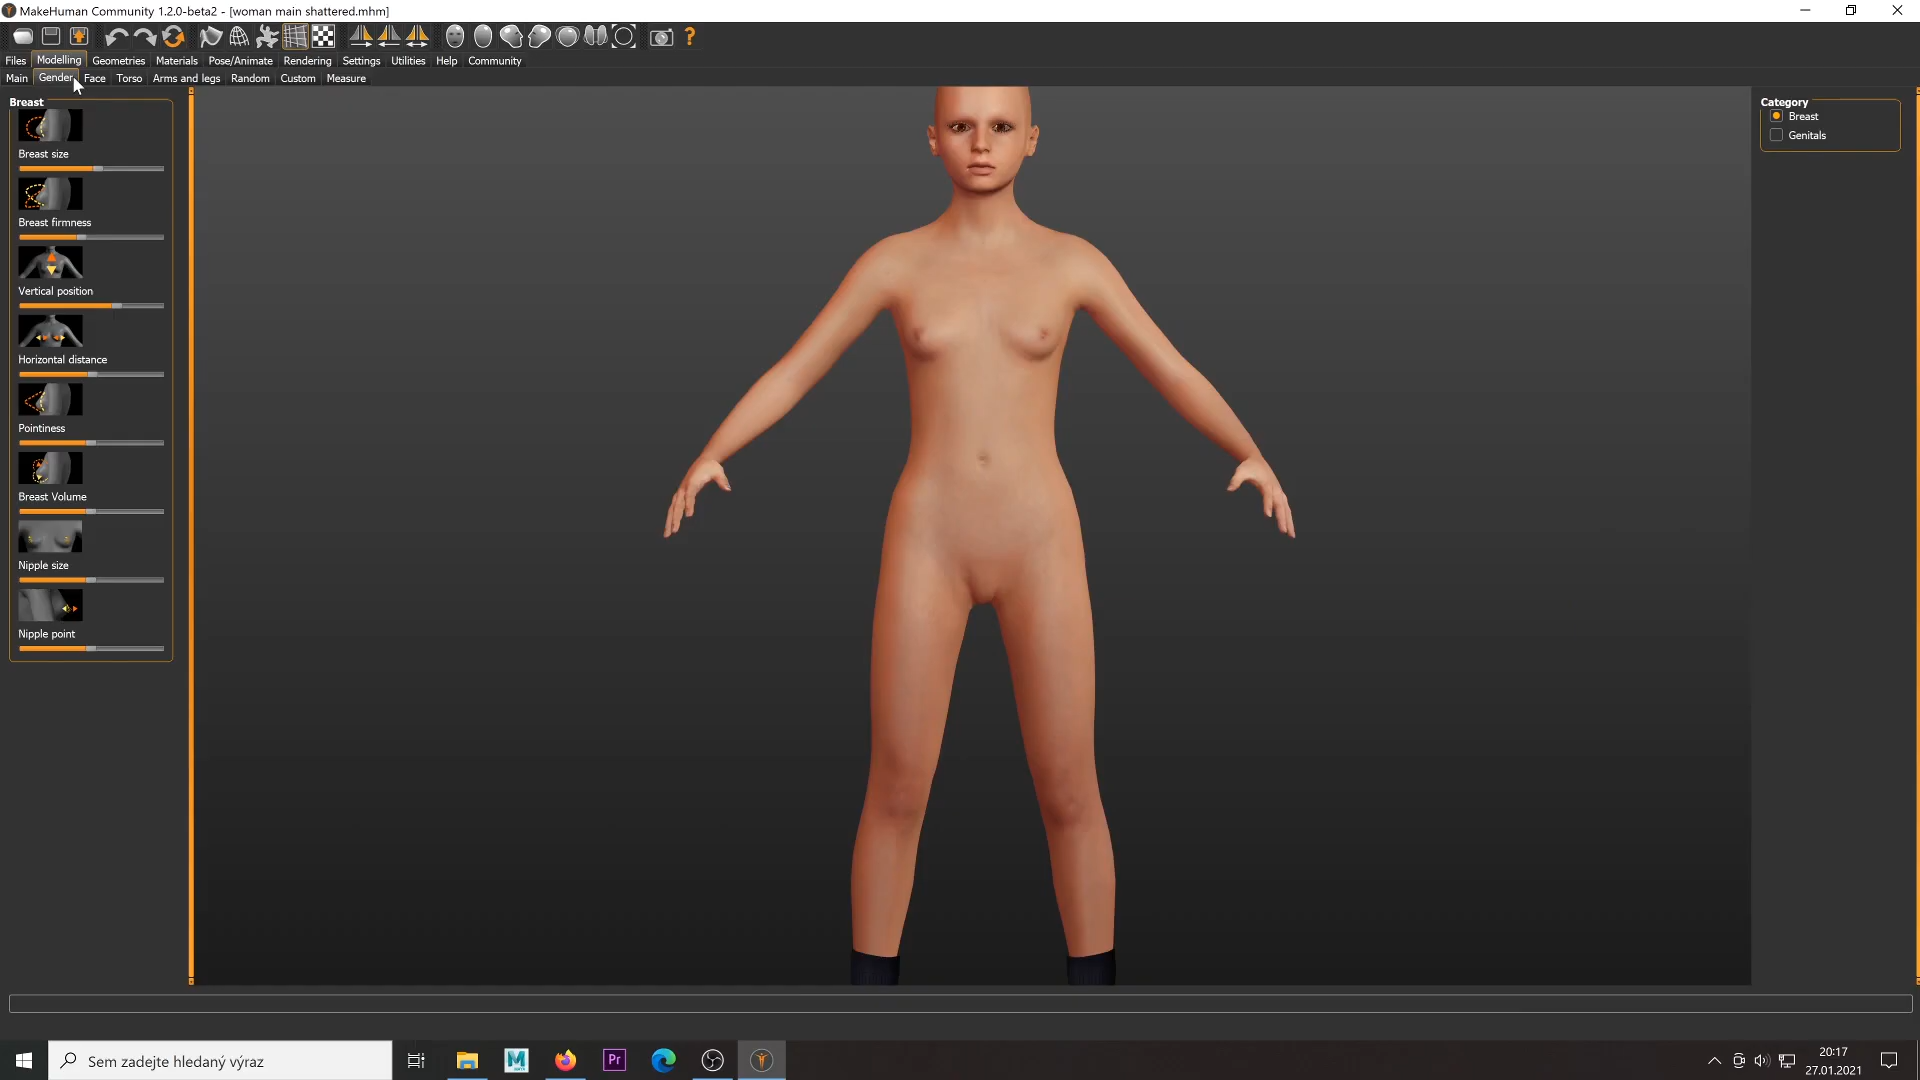 MakeHuman Community 1.2.0-beta2 - [woman main shattered.mhm]
Files Modelling Geometries Materials Pose/Animate Rendering Settings Utilities Help Community
Main Gender Face Torso Arms and legs Random Custom Measure
Breast
Breast size
Breast firmness
Vertical position
Horizontal distance
Pointiness
Breast Volume
Nipple size
Nipple point
Category
Breast
Genitals
Sem zadejte hledaný výraz
M
Pr
20:17
27.01.2021